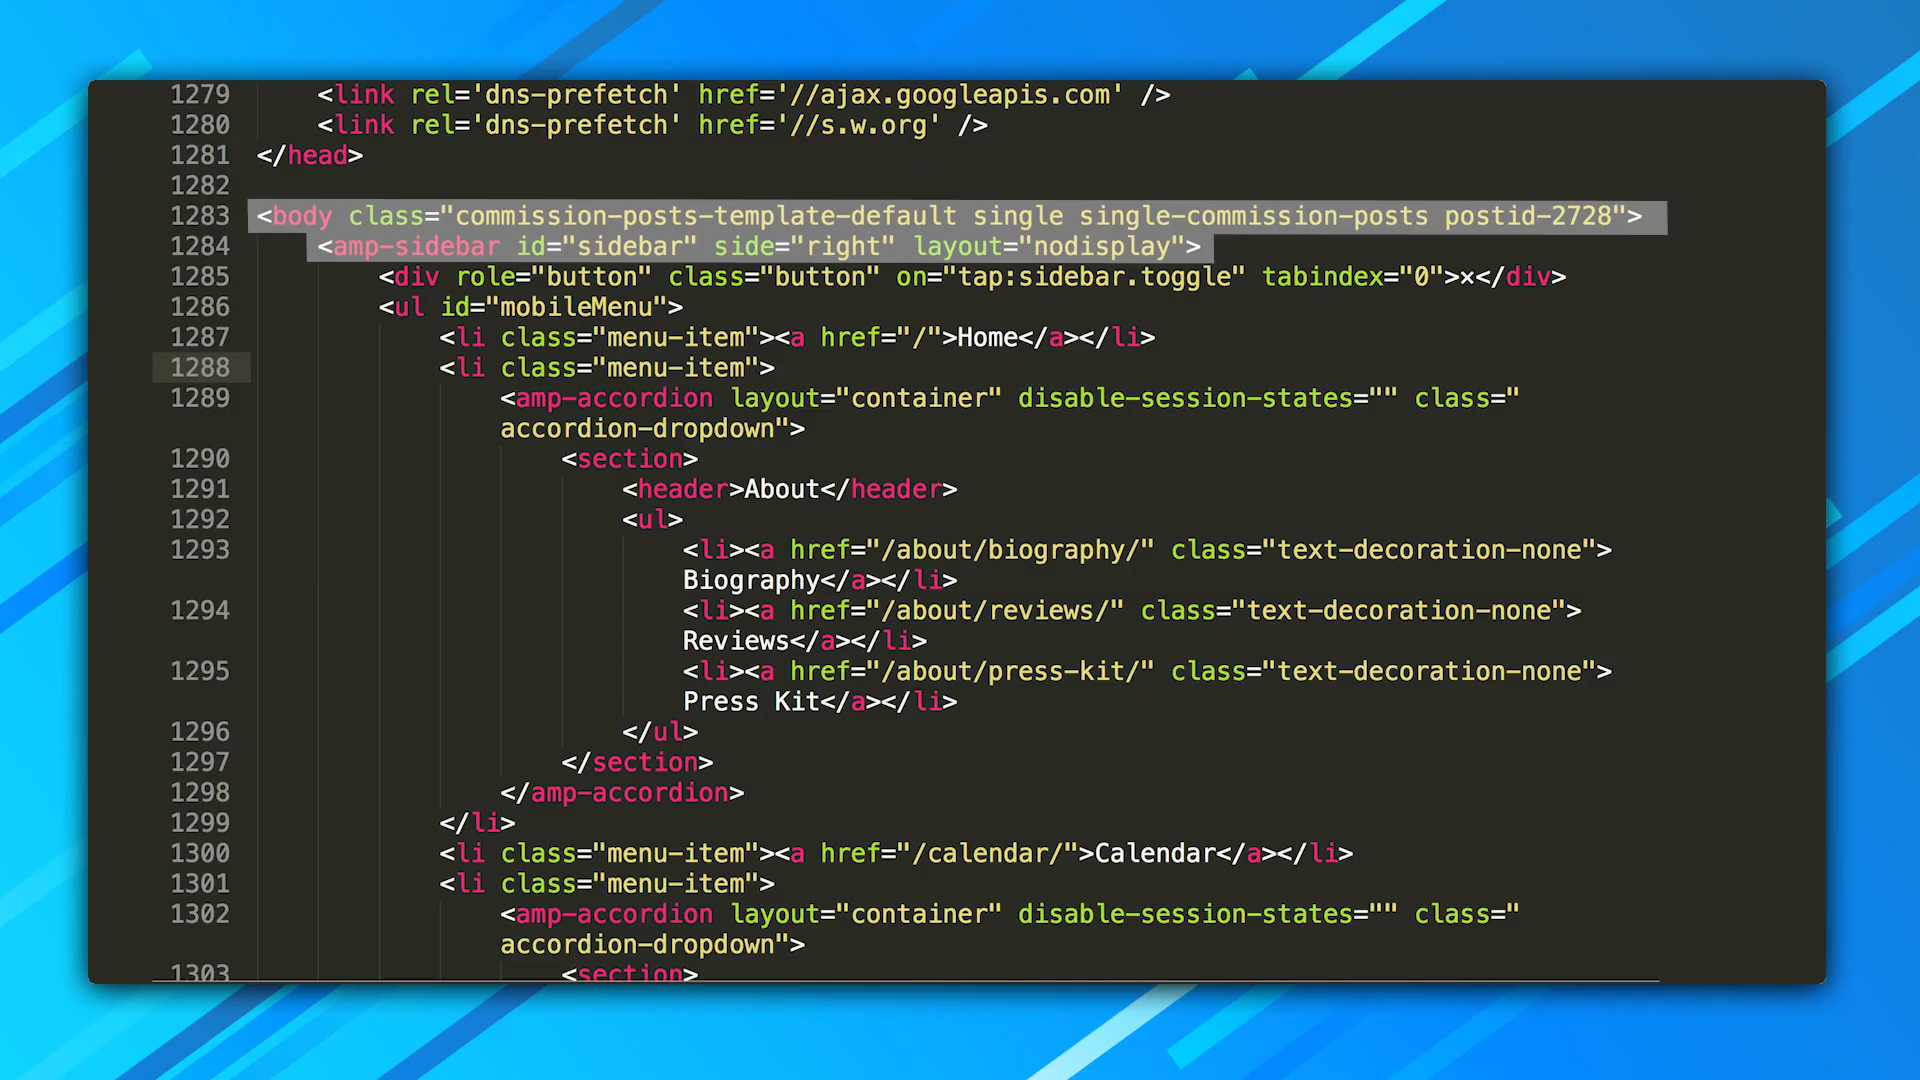 1279 <link rel='dns-prefetch' href='//ajax.googleapis.com' />
1280 <link rel='dns-prefetch' href='//s.w.org' />
1281 </head>
1282
1283 <body class="commission-posts-template-default single single-commission-posts postid-2728">
1284 <amp-sidebar id="sidebar" side="right" layout="nodisplay">
1285 <div role="button" class="button" on="tap:sidebar.toggle" tabindex="0">×</div>
1286 <ul id="mobileMenu">
1287 <li class="menu-item"><a href="/">Home</a></li>
1288 <li class="menu-item">
1289 <amp-accordion layout="container" disable-session-states="" class="
accordion-dropdown">
1290 <section>
1291 <header>About</header>
1292 <ul>
1293 <li><a href="/about/biography/" class="text-decoration-none">
Biography</a></li>
1294 <li><a href="/about/reviews/" class="text-decoration-none">
Reviews</a></li>
1295 <li><a href="/about/press-kit/" class="text-decoration-none">
Press Kit</a></li>
1296 </ul>
1297 </section>
1298 </amp-accordion>
1299 </li>
1300 <li class="menu-item"><a href="/calendar/">Calendar</a></li>
1301 <li class="menu-item">
1302 <amp-accordion layout="container" disable-session-states="" class="
accordion-dropdown">
1303 <section>